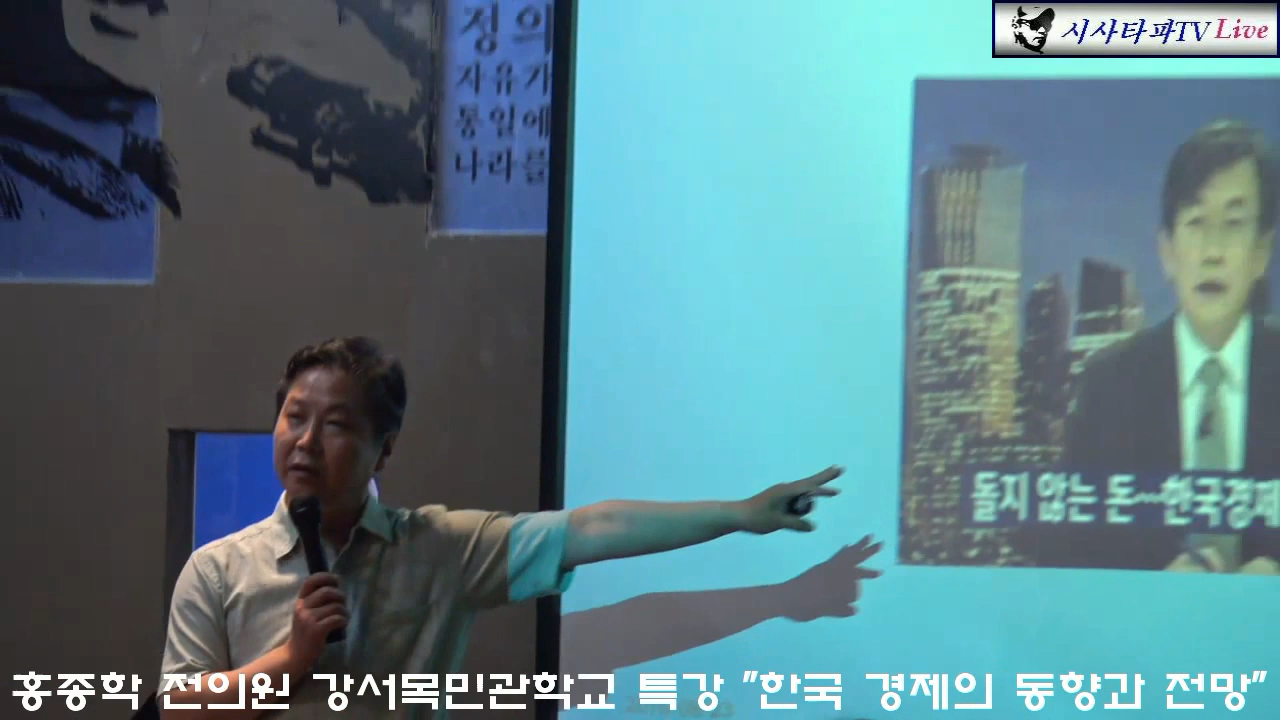 시사타파TV Live
정의
자유가
통일에
나라를
돌지 않는 돈…한국경제
홍종학 전의원 강서목민관학교 특강 "한국 경제의 동향과 전망"